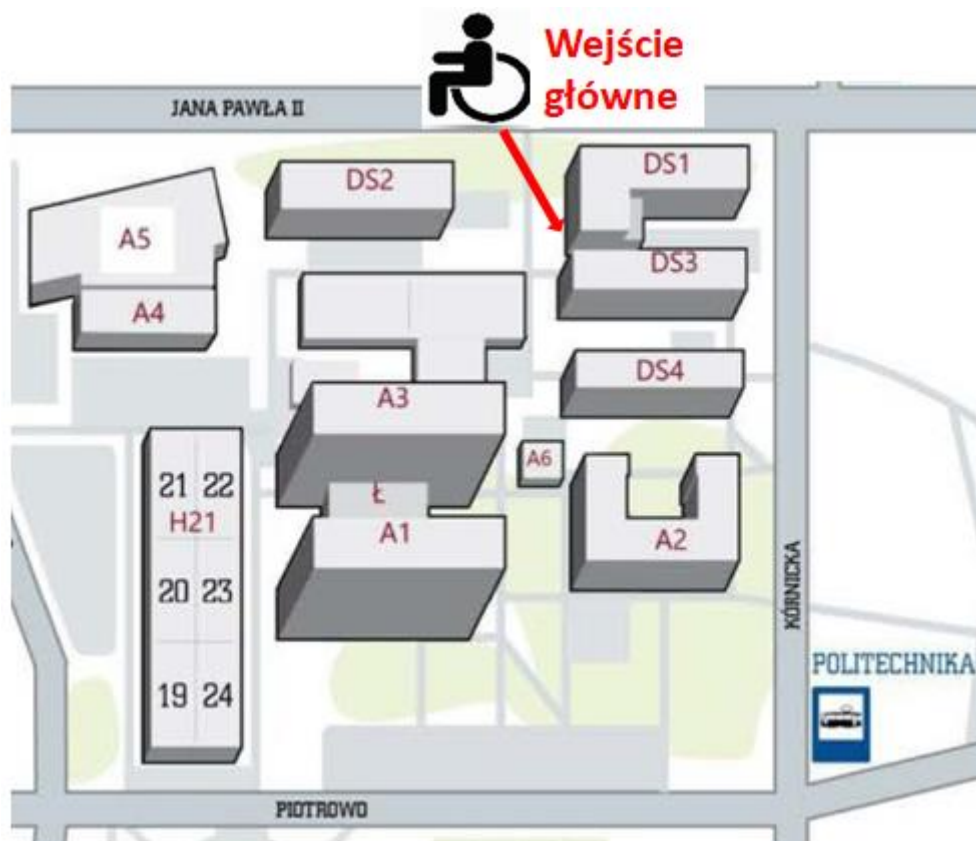 Wejście
główne
JANA PAWŁA II
DS2
DS1
A5
DS3
A4
DS4
A3
A6
21 22
H21
Ł
A1
A2
20 23
KÓRNICKA
19 24
POLITECHNIKA
PIOTROWO